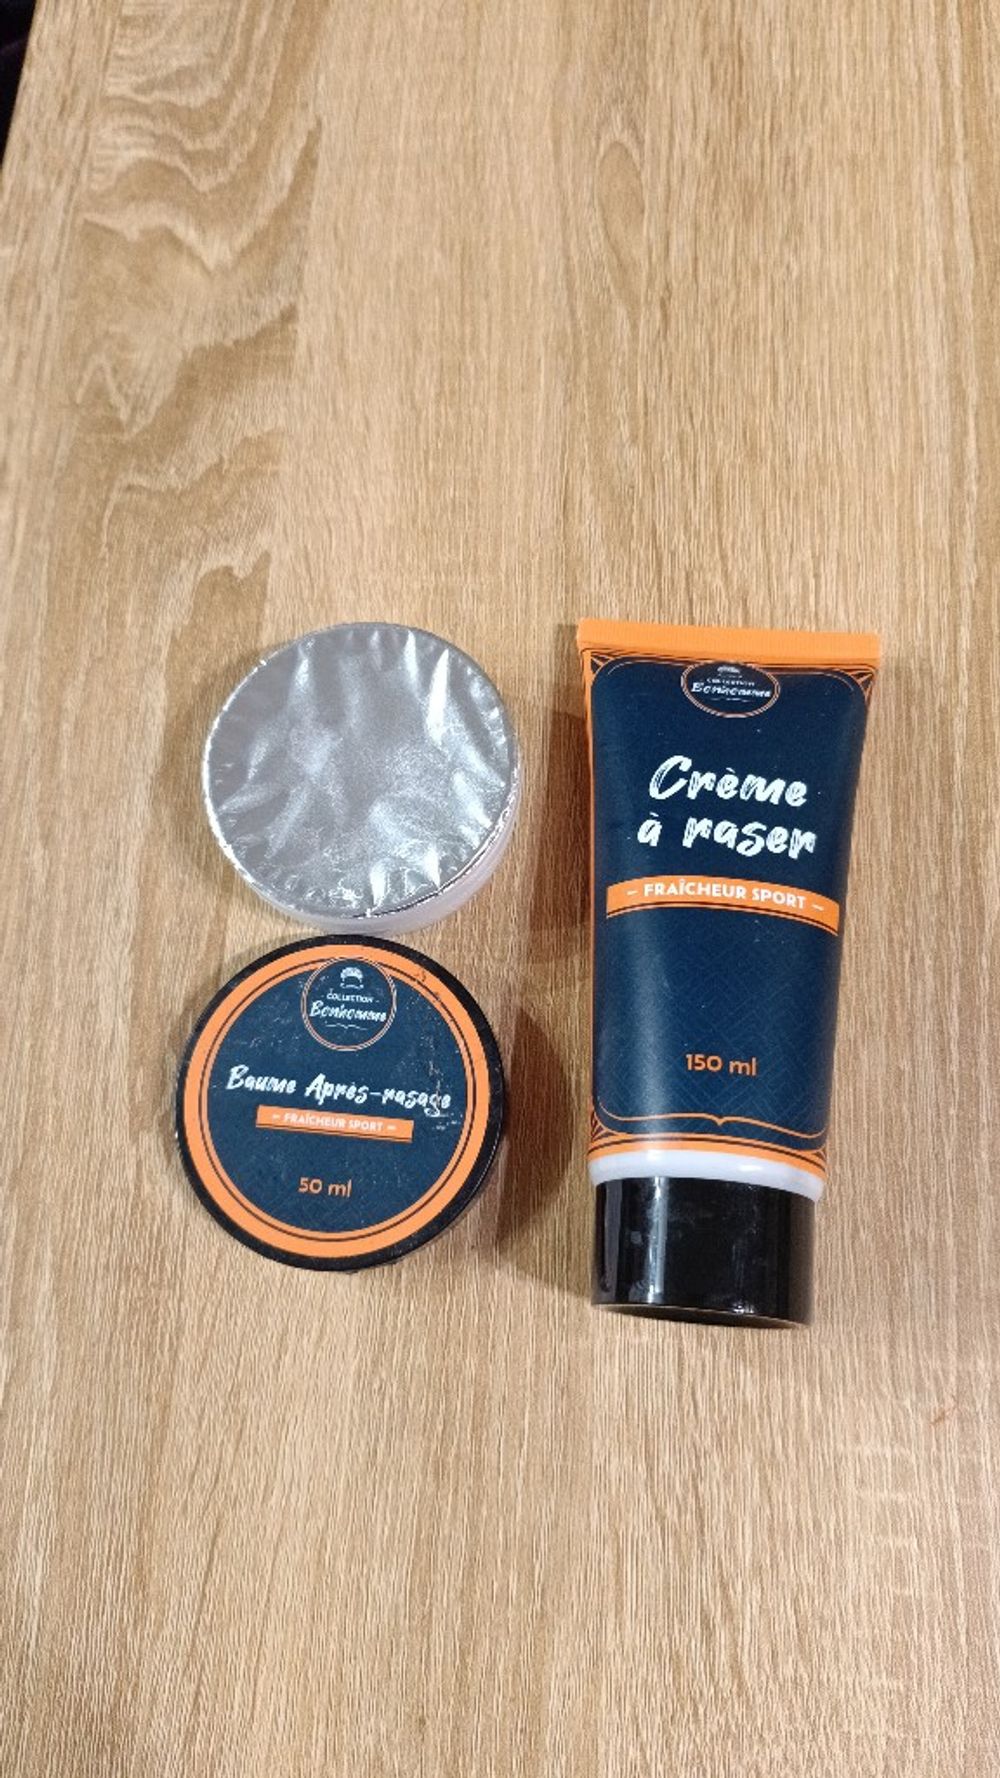 COLLECTION
Bonhomme
Crème
à raser
– FRAÎCHEUR SPORT –
150 ml
COLLECTION
Bonhomme
Baume Après-rasage
– FRAÎCHEUR SPORT –
50 ml